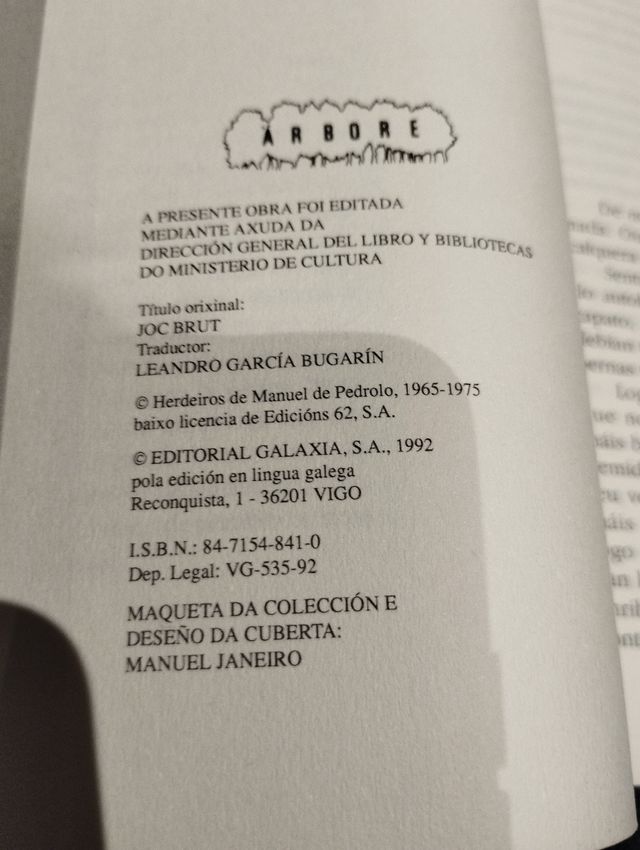 ÁRBORE
A PRESENTE OBRA FOI EDITADA
MEDIANTE AXUDA DA
DIRECCIÓN GENERAL DEL LIBRO Y BIBLIOTECAS
DO MINISTERIO DE CULTURA
Título orixinal:
JOC BRUT
Traductor:
LEANDRO GARCÍA BUGARÍN
© Herdeiros de Manuel de Pedrolo, 1965-1975
baixo licencia de Edicións 62, S.A.
© EDITORIAL GALAXIA, S.A., 1992
pola edición en lingua galega
Reconquista, 1 - 36201 VIGO
I.S.B.N.: 84-7154-841-0
Dep. Legal: VG-535-92
MAQUETA DA COLECCIÓN E
DESEÑO DA CUBERTA:
MANUEL JANEIRO